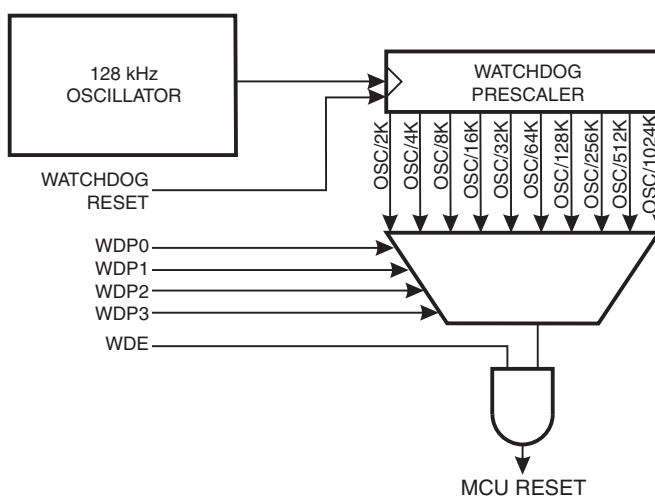 128 kHz
OSCILLATOR
WATCHDOG
PRESCALER
OSC/2K
OSC/4K
OSC/8K
OSC/16K
OSC/32K
OSC/64K
OSC/128K
OSC/256K
OSC/512K
OSC/1024K
WATCHDOG
RESET
WDP0
WDP1
WDP2
WDP3
WDE
MCU RESET